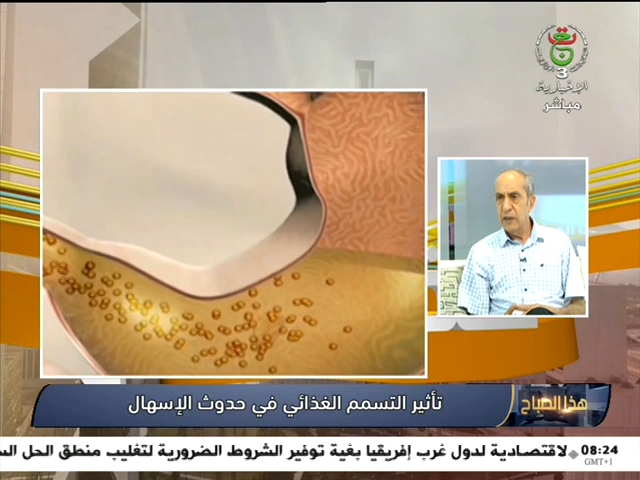 3
الإخبارية
مباشر
هذا الصباح
تأثير التسمم الغذائي في حدوث الإسهال
08:24
GMT+1
لاقتصادية لدول غرب إفريقيا بغية توفير الشروط الضرورية لتغليب منطق الحل